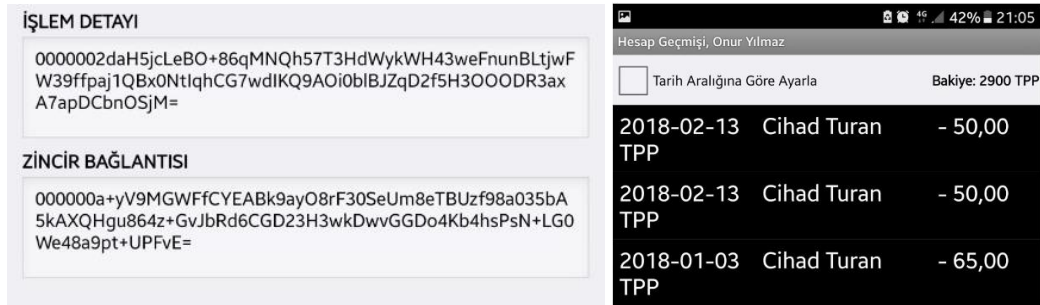 İŞLEM DETAYI
0000002daH5jcLeBO+86qMNQh57T3HdWykWH43weFnunBLtjwF
W39ffpaj1QBx0NtIqhCG7wdIKQ9AOi0blBJZqD2f5H3OOODR3ax
A7apDCbnOSjM=
ZİNCİR BAĞLANTISI
000000a+yV9MGWFfCYEABk9ayO8rF30SeUm8eTBUzf98a035bA
5kAXQHgu864z+GvJbRd6CGD23H3wkDwvGGDo4Kb4hsPsN+LG0
We48a9pt+UPFvE=
4G 42% 21:05
Hesap Geçmişi, Onur Yılmaz
Tarih Aralığına Göre Ayarla Bakiye: 2900 TPP
2018-02-13 Cihad Turan - 50,00
TPP
2018-02-13 Cihad Turan - 50,00
TPP
2018-01-03 Cihad Turan - 65,00
TPP